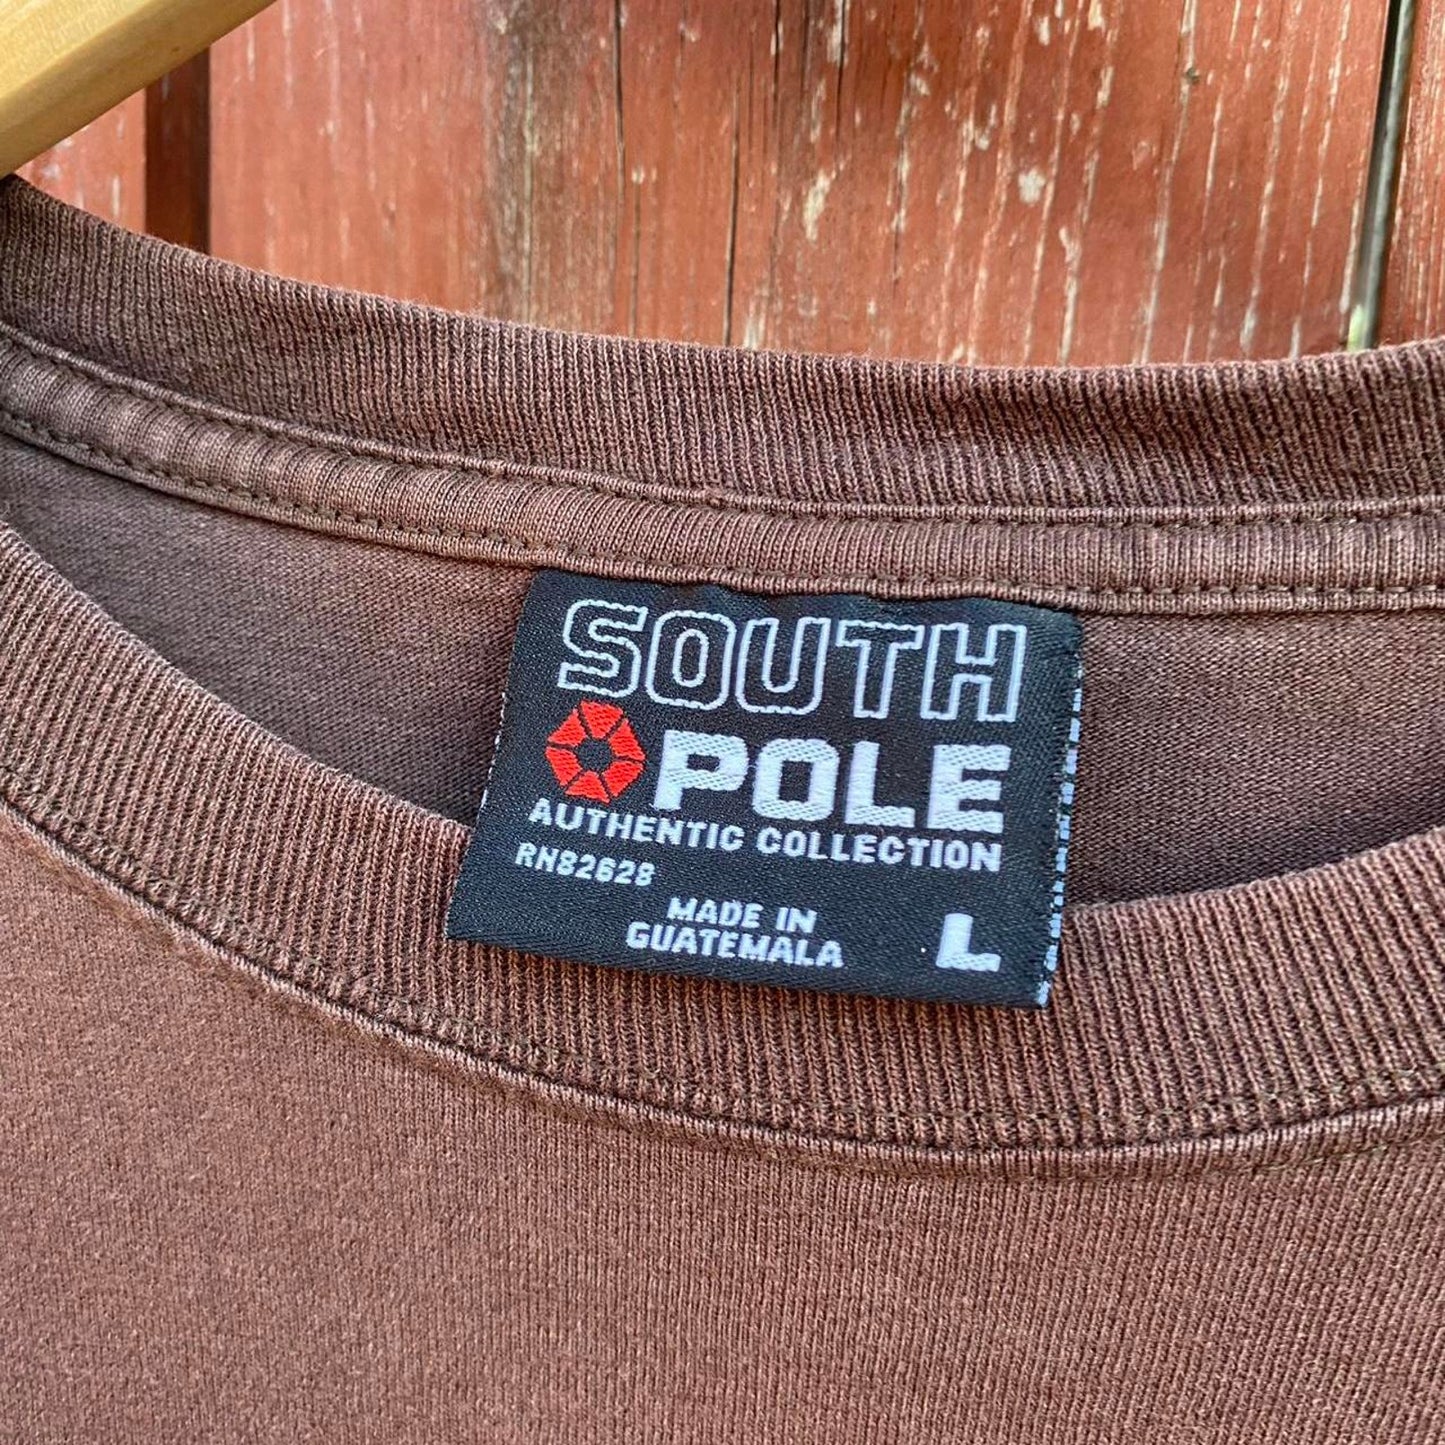 SOUTH
POLE
AUTHENTIC COLLECTION
RN82628
MADE IN
GUATEMALA
L